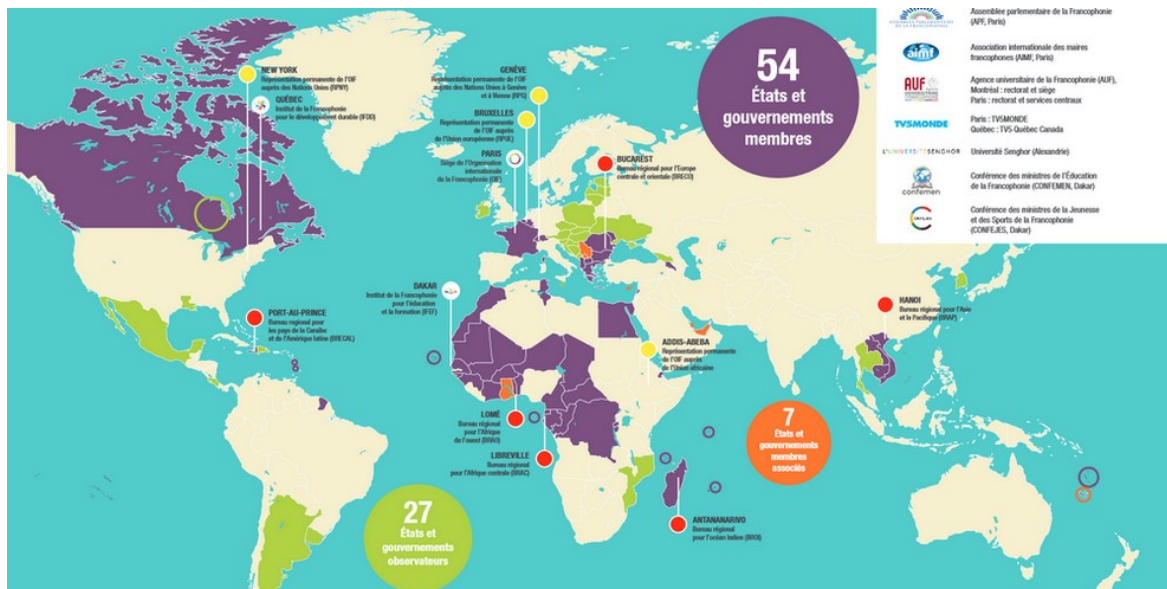 Assemblée parlementaire de la Francophonie
(APF, Paris)
aimf
Association internationale des maires
francophones (AIMF, Paris)
AUF
Agence universitaire de la Francophonie (AUF),
Montréal : rectorat et siège
Paris : rectorat et services centraux
TV5MONDE
Paris : TV5MONDE
Québec : TV5 Québec Canada
L'UNIVERSITÉ SENGHOR
Université Senghor (Alexandrie)
confemen
Conférence des ministres de l'Éducation
de la Francophonie (CONFEMEN, Dakar)
Conférence des ministres de la Jeunesse
et des Sports de la Francophonie
(CONFEJES, Dakar)
54
États et
gouvernements
membres
NEW YORK
Représentation permanente de l'OIF
auprès des Nations Unies (RPNY)
QUÉBEC
Institut de la Francophonie
pour le développement durable (IFDD)
GENÈVE
Représentation permanente de l'OIF
auprès des Nations Unies à Genève
et à Vienne (RPG)
BRUXELLES
Représentation permanente
de l'OIF auprès
de l'Union européenne (RPUE)
PARIS
Siège de l'Organisation
internationale
de la Francophonie (OIF)
BUCAREST
Bureau régional pour l'Europe
centrale et orientale (BRECO)
DAKAR
Institut de la Francophonie
pour l'éducation
et la formation (IFEF)
PORT-AU-PRINCE
Bureau régional pour
les pays de la Caraïbe
et de l'Amérique latine (BRECAL)
HANOI
Bureau régional pour l'Asie
et le Pacifique (BRAP)
ADDIS-ABEBA
Représentation permanente
de l'OIF auprès
de l'Union africaine
LOMÉ
Bureau régional
pour l'Afrique
de l'ouest (BRAO)
LIBREVILLE
Bureau régional
pour l'Afrique centrale (BRAC)
7
États et
gouvernements
membres
associés
27
États et
gouvernements
observateurs
ANTANANARIVO
Bureau régional
pour l'océan Indien (BROI)